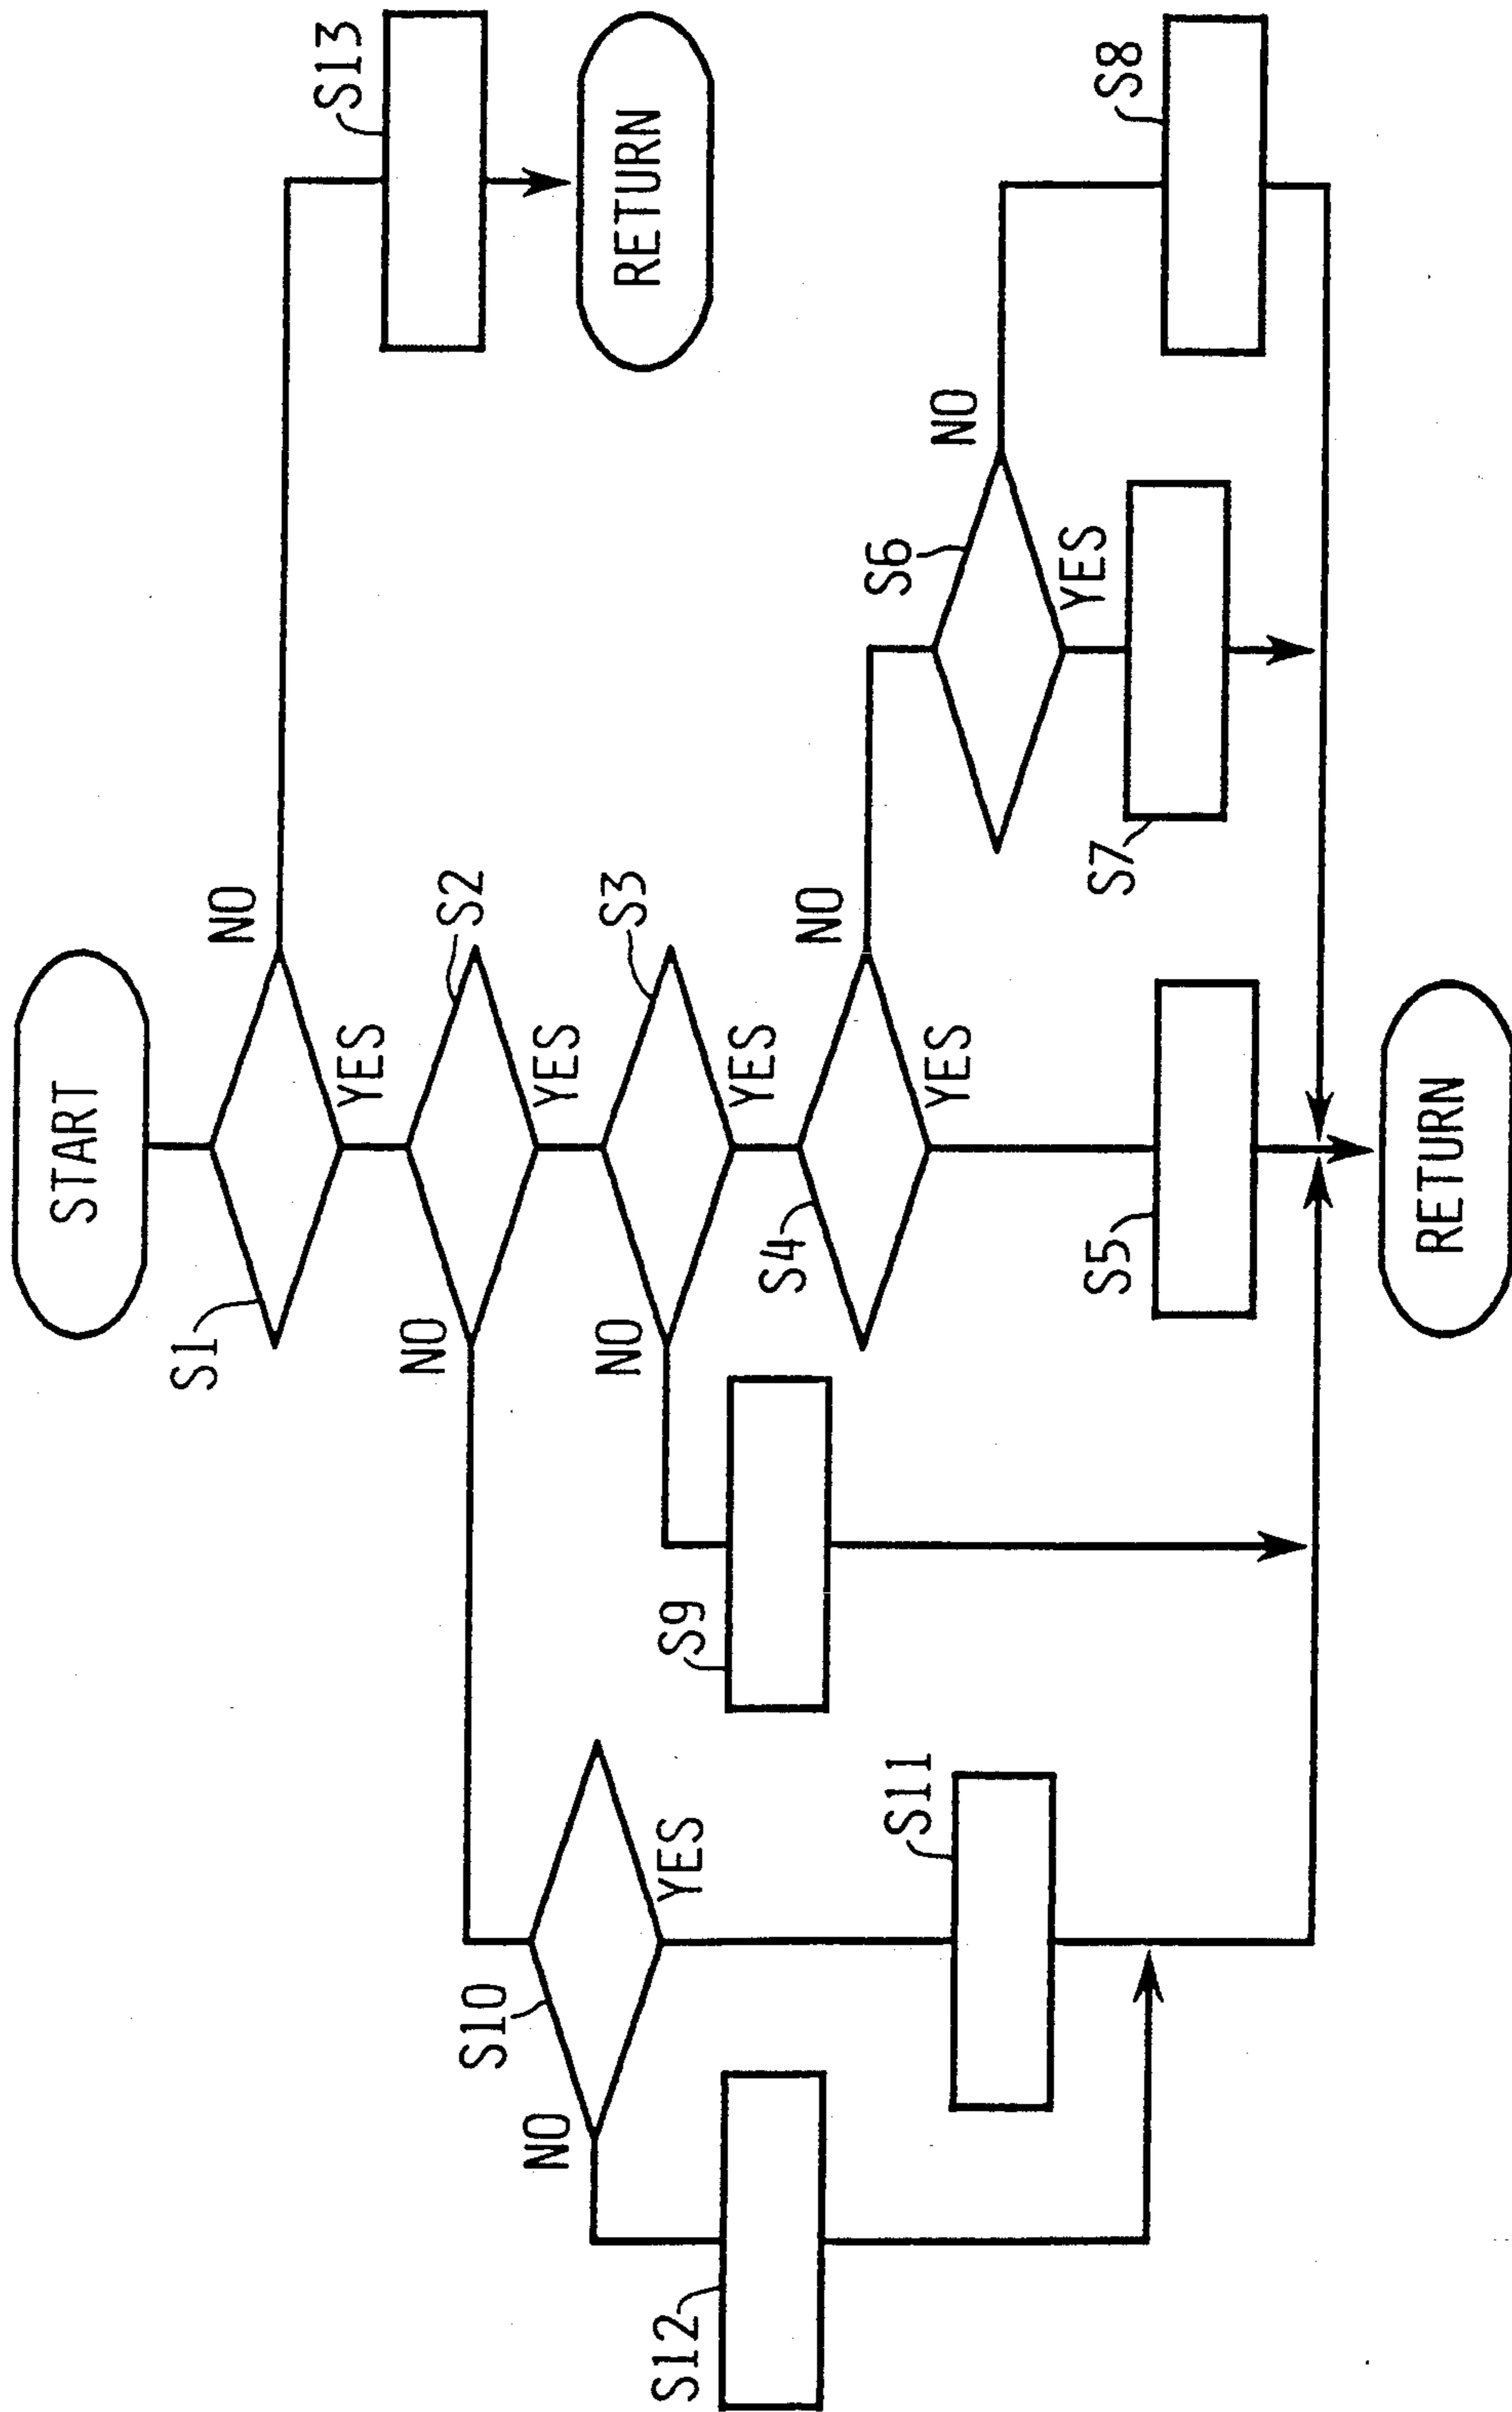 START
S1
NO
YES
S13
RETURN
S2
NO
YES
S3
NO
YES
S4
NO
YES
S10
NO
YES
S12
S11
S9
S5
S6
NO
YES
S7
S8
RETURN